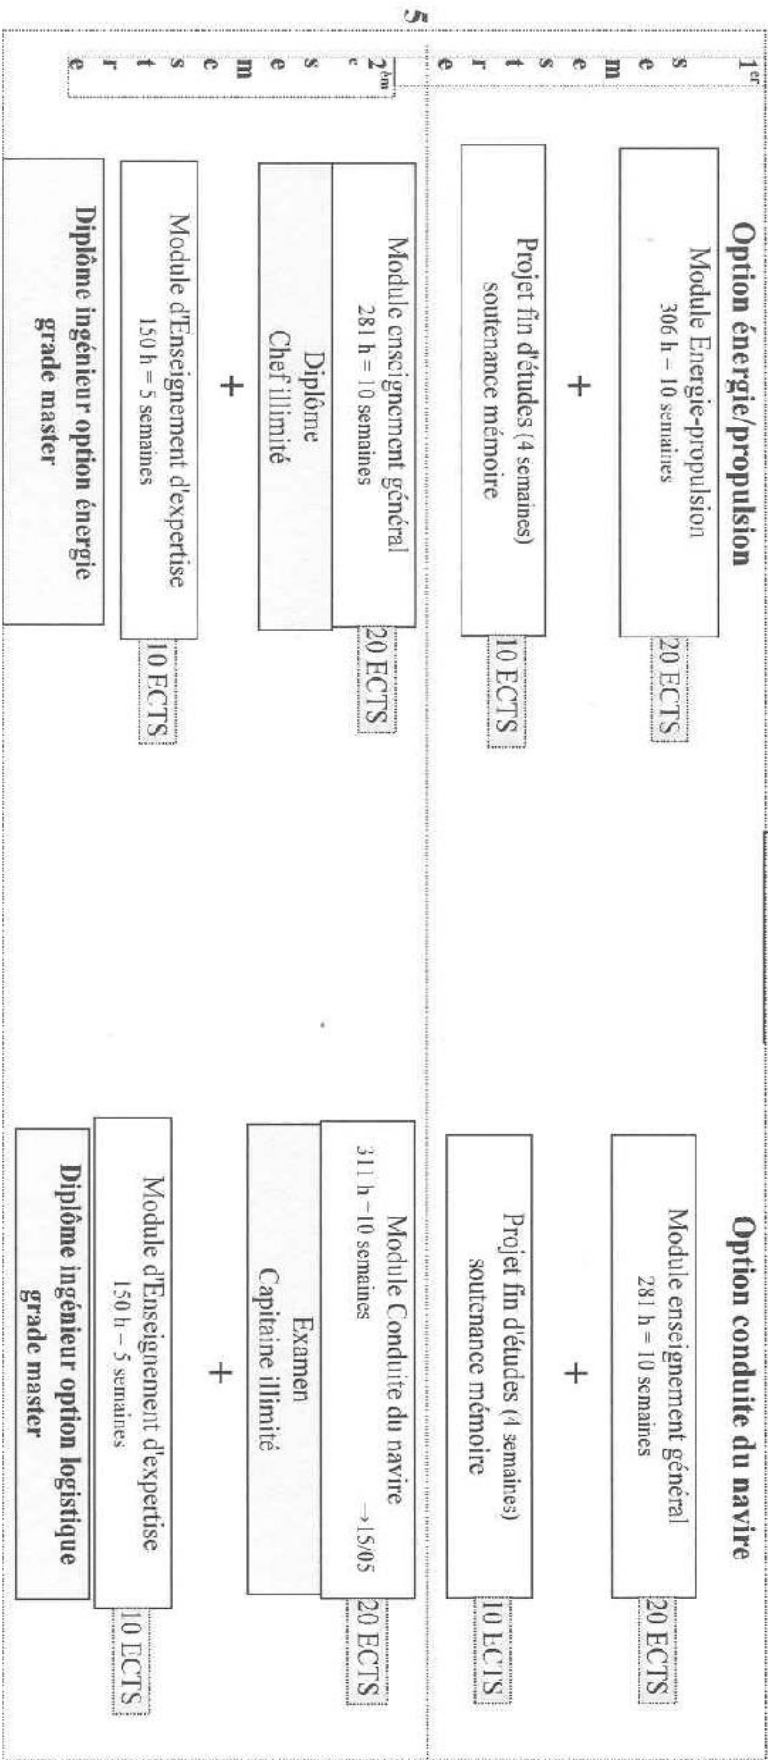 5
1er
s
e
m
e
s
t
r
e
2èm
e
s
e
m
e
s
t
r
e
Option énergie/propulsion
Module Energie-propulsion
306 h – 10 semaines
20 ECTS
+
Projet fin d'études (4 semaines)
soutenance mémoire
10 ECTS
Module enseignement général
281 h = 10 semaines
20 ECTS
Diplôme
Chef illimité
+
Module d'Enseignement d'expertise
150 h = 5 semaines
10 ECTS
Diplôme ingénieur option énergie
grade master
Option conduite du navire
Module enseignement général
281 h = 10 semaines
20 ECTS
+
Projet fin d'études (4 semaines)
soutenance mémoire
10 ECTS
Module Conduite du navire
311 h =10 semaines →15/05
20 ECTS
Examen
Capitaine illimité
+
Module d'Enseignement d'expertise
150 h – 5 semaines
10 ECTS
Diplôme ingénieur option logistique
grade master